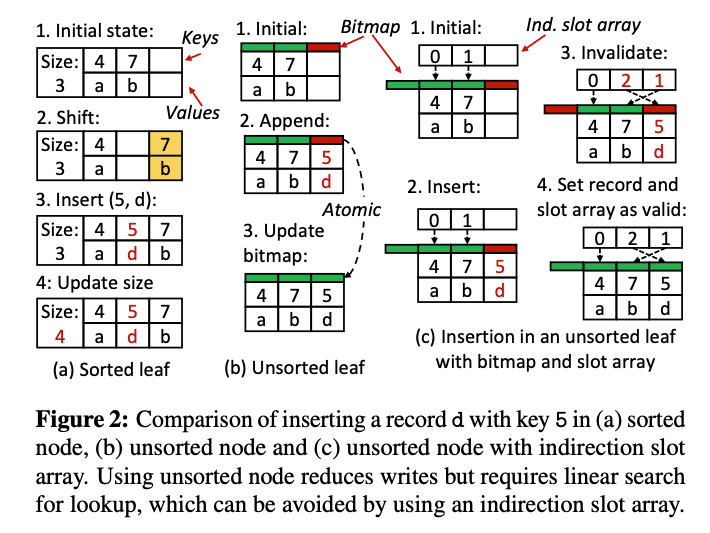 1. Initial state:
Keys
Size: 4 7
3 a b
Values
2. Shift:
Size: 4 7
3 a b
3. Insert (5, d):
Size: 4 5 7
3 a d b
4: Update size
Size: 4 5 7
4 a d b
(a) Sorted leaf
1. Initial:
Bitmap
4 7
a b
2. Append:
4 7 5
a b d
Atomic
3. Update
bitmap:
4 7 5
a b d
(b) Unsorted leaf
1. Initial:
Ind. slot array
0 1
4 7
a b
2. Insert:
0 1
4 7 5
a b d
3. Invalidate:
0 2 1
4 7 5
a b d
4. Set record and
slot array as valid:
0 2 1
4 7 5
a b d
(c) Insertion in an unsorted leaf
with bitmap and slot array
Figure 2: Comparison of inserting a record d with key 5 in (a) sorted
node, (b) unsorted node and (c) unsorted node with indirection slot
array. Using unsorted node reduces writes but requires linear search
for lookup, which can be avoided by using an indirection slot array.